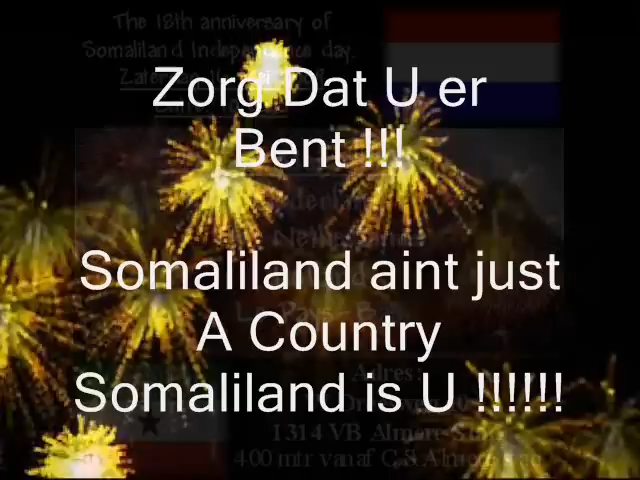 The 18th anniversary of
Somaliland Independence day.
Zorg Dat U er
Bent !!!
Somaliland aint just
A Country
Somaliland is U !!!!!!
Adres:
1314 VB Almere
400 mtr vanaf C.S. Almere